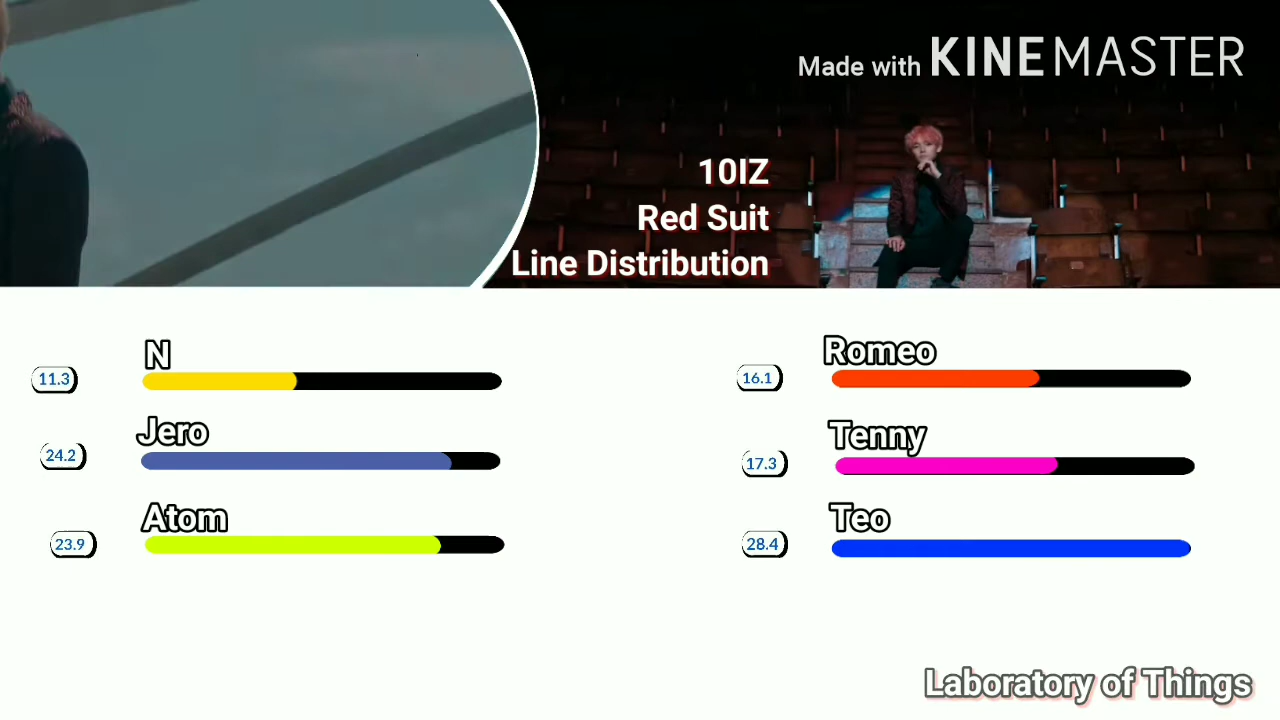 Made with KINEMASTER
10IZ
Red Suit
Line Distribution
N
11.3
Jero
24.2
Atom
23.9
Romeo
16.1
Tenny
17.3
Teo
28.4
Laboratory of Things